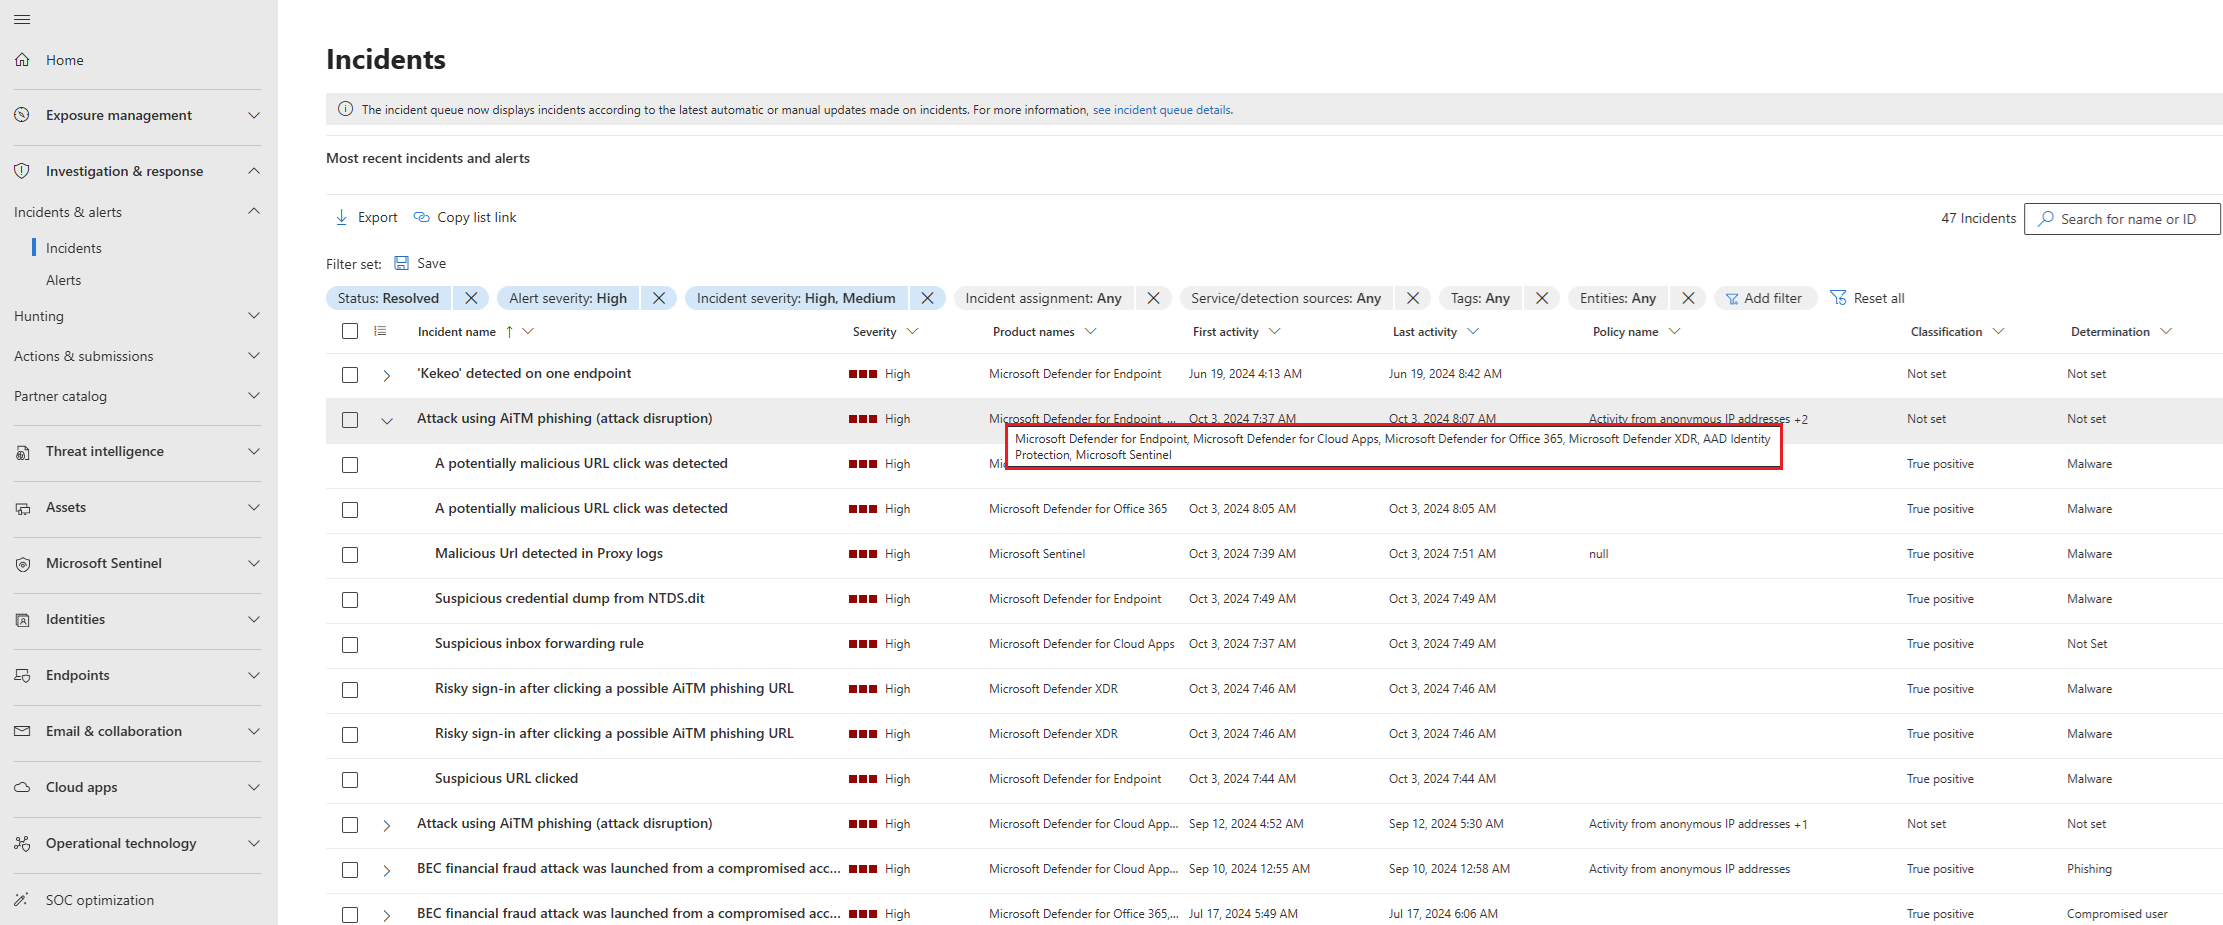 Home
Exposure management
Investigation & response
Incidents & alerts
Incidents
Alerts
Hunting
Actions & submissions
Partner catalog
Threat intelligence
Assets
Microsoft Sentinel
Identities
Endpoints
Email & collaboration
Cloud apps
Operational technology
SOC optimization
Incidents
The incident queue now displays incidents according to the latest automatic or manual updates made on incidents. For more information, see incident queue details.
Most recent incidents and alerts
Export Copy list link 47 Incidents Search for name or ID
Filter set: Save
Status: Resolved Alert severity: High Incident severity: High, Medium Incident assignment: Any Service/detection sources: Any Tags: Any Entities: Any Add filter Reset all
Incident name Severity Product names First activity Last activity Policy name Classification Determination
'Kekeo' detected on one endpoint High Microsoft Defender for Endpoint Jun 19, 2024 4:13 AM Jun 19, 2024 8:42 AM Not set Not set
Attack using AiTM phishing (attack disruption) High Microsoft Defender for Endpoint, ... Oct 3, 2024 7:37 AM Oct 3, 2024 8:07 AM Activity from anonymous IP addresses +2 Not set Not set
Microsoft Defender for Endpoint, Microsoft Defender for Cloud Apps, Microsoft Defender for Office 365, Microsoft Defender XDR, AAD Identity
Protection, Microsoft Sentinel
A potentially malicious URL click was detected High True positive Malware
A potentially malicious URL click was detected High Microsoft Defender for Office 365 Oct 3, 2024 8:05 AM Oct 3, 2024 8:05 AM True positive Malware
Malicious Url detected in Proxy logs High Microsoft Sentinel Oct 3, 2024 7:39 AM Oct 3, 2024 7:51 AM null True positive Malware
Suspicious credential dump from NTDS.dit High Microsoft Defender for Endpoint Oct 3, 2024 7:49 AM Oct 3, 2024 7:49 AM True positive Malware
Suspicious inbox forwarding rule High Microsoft Defender for Cloud Apps Oct 3, 2024 7:37 AM Oct 3, 2024 7:49 AM True positive Not Set
Risky sign-in after clicking a possible AiTM phishing URL High Microsoft Defender XDR Oct 3, 2024 7:46 AM Oct 3, 2024 7:46 AM True positive Malware
Risky sign-in after clicking a possible AiTM phishing URL High Microsoft Defender XDR Oct 3, 2024 7:46 AM Oct 3, 2024 7:46 AM True positive Malware
Suspicious URL clicked High Microsoft Defender for Endpoint Oct 3, 2024 7:44 AM Oct 3, 2024 7:44 AM True positive Malware
Attack using AiTM phishing (attack disruption) High Microsoft Defender for Cloud App... Sep 12, 2024 4:52 AM Sep 12, 2024 5:30 AM Activity from anonymous IP addresses +1 Not set Not set
BEC financial fraud attack was launched from a compromised acc... High Microsoft Defender for Cloud App... Sep 10, 2024 12:55 AM Sep 10, 2024 12:58 AM Activity from anonymous IP addresses True positive Phishing
BEC financial fraud attack was launched from a compromised acc... High Microsoft Defender for Office 365,... Jul 17, 2024 5:49 AM Jul 17, 2024 6:06 AM True positive Compromised user